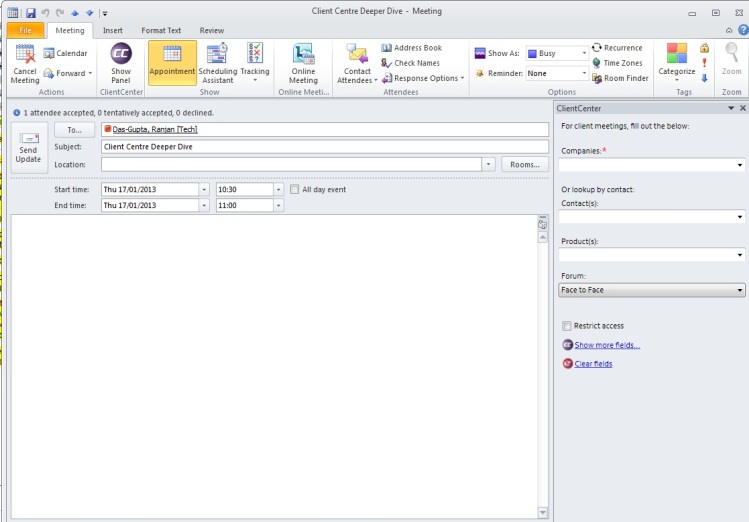 Client Centre Deeper Dive - Meeting
File Meeting Insert Format Text Review
Cancel Meeting
Calendar
Forward
Actions
Show Panel
ClientCenter
Appointment
Scheduling Assistant
Tracking
Show
Online Meeting
Online Meeti...
Contact Attendees
Address Book
Check Names
Response Options
Attendees
Show As: Busy
Reminder: None
Recurrence
Time Zones
Room Finder
Options
Categorize
Tags
Zoom
Zoom
1 attendee accepted, 0 tentatively accepted, 0 declined.
Send Update
To... Das-Gupta, Ranjan [Tech]
Subject: Client Centre Deeper Dive
Location: Rooms...
Start time: Thu 17/01/2013 10:30 All day event
End time: Thu 17/01/2013 11:00
ClientCenter
For client meetings, fill out the below:
Companies:*
Or lookup by contact:
Contact(s):
Product(s):
Forum:
Face to Face
Restrict access
CC Show more fields...
Clear fields